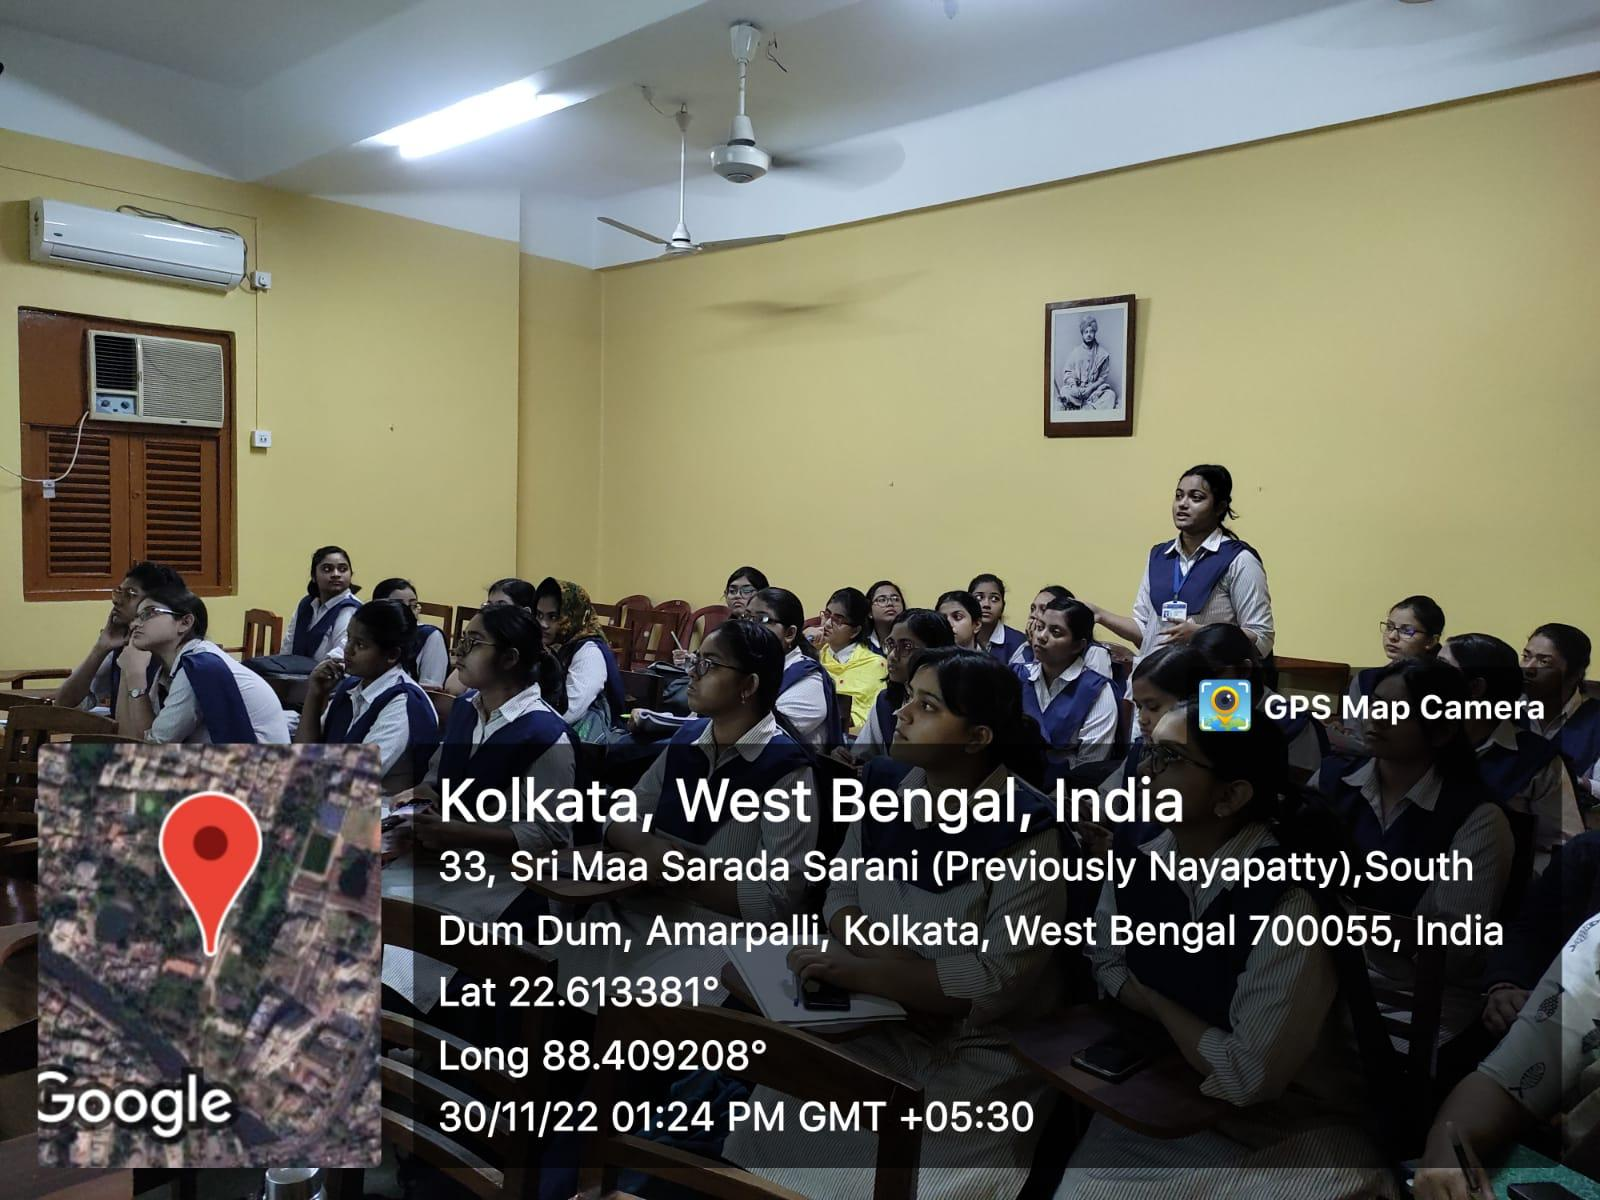 GPS Map Camera
Kolkata, West Bengal, India
33, Sri Maa Sarada Sarani (Previously Nayapatty),South
Dum Dum, Amarpalli, Kolkata, West Bengal 700055, India
Lat 22.613381°
Long 88.409208°
30/11/22 01:24 PM GMT +05:30
Google